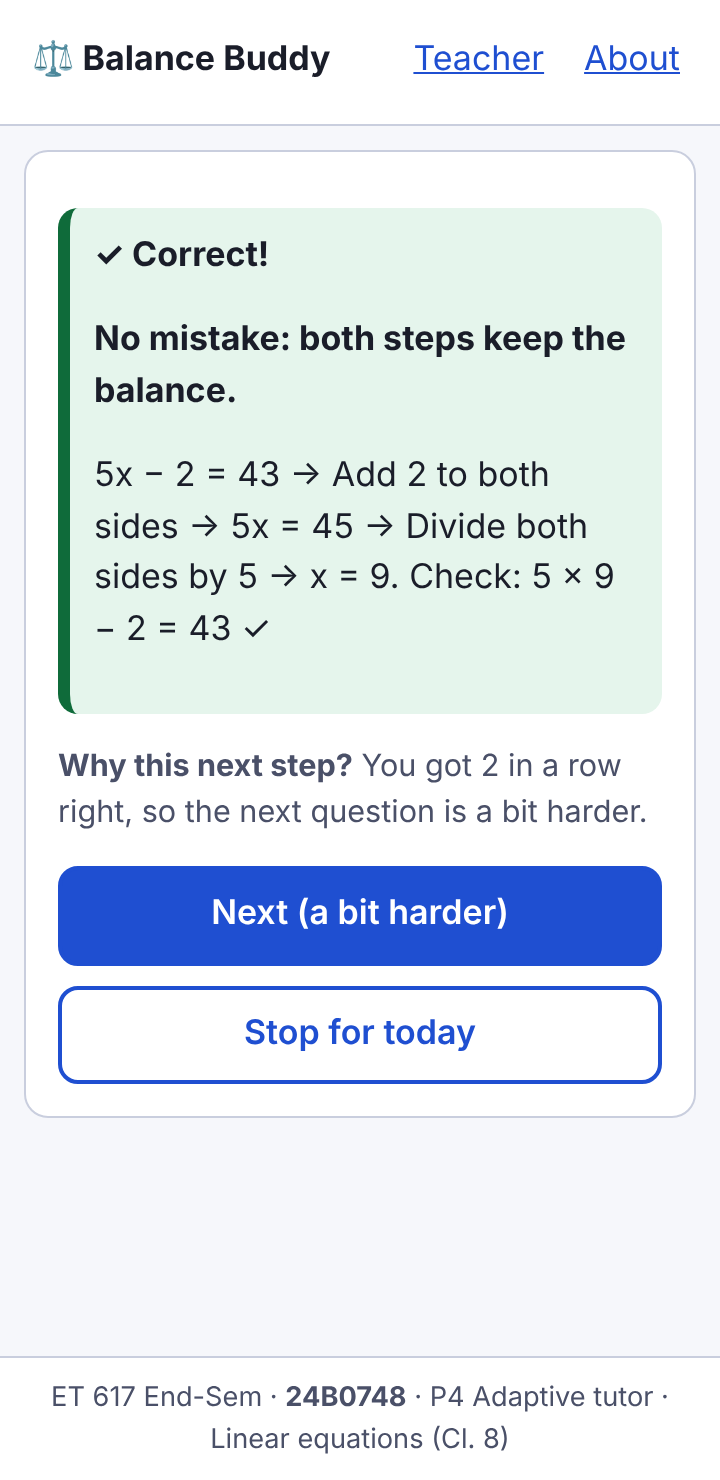 ⚖️ Balance Buddy Teacher About
✓ Correct!
No mistake: both steps keep the
balance.
5x − 2 = 43 → Add 2 to both
sides → 5x = 45 → Divide both
sides by 5 → x = 9. Check: 5 × 9
− 2 = 43 ✓
Why this next step? You got 2 in a row
right, so the next question is a bit harder.
Next (a bit harder)
Stop for today
ET 617 End-Sem · 24B0748 · P4 Adaptive tutor ·
Linear equations (Cl. 8)